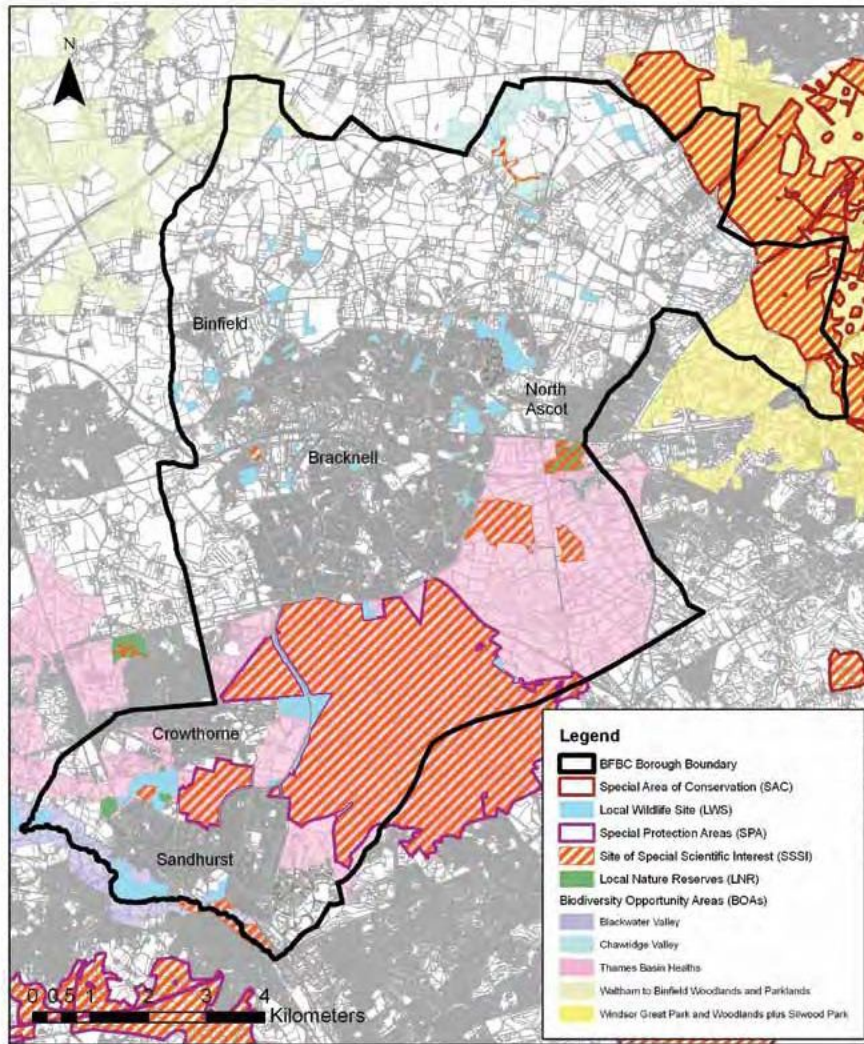 N
Binfield
North
Ascot
Bracknell
Crowthorne
Sandhurst
0 0.5 1 2 3 4
Kilometers
Legend
BFBC Borough Boundary
Special Area of Conservation (SAC)
Local Wildlife Site (LWS)
Special Protection Areas (SPA)
Site of Special Scientific Interest (SSSI)
Local Nature Reserves (LNR)
Biodiversity Opportunity Areas (BOAs)
Blackwater Valley
Chawridge Valley
Thames Basin Heaths
Waltham to Binfield Woodlands and Parklands
Windsor Great Park and Woodlands plus Silwood Park